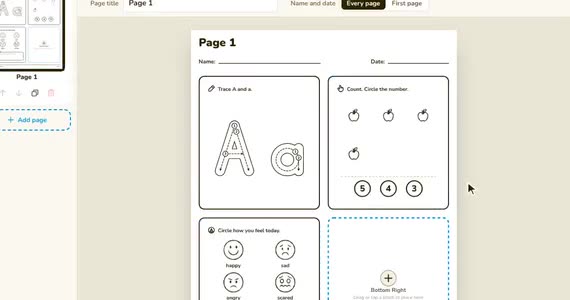 Page title
Page 1
Name and date
Every page
First page
Page 1
Add page
Page 1
Name:
Date:
Trace A and a.
Count. Circle the number.
5 4 3
Circle how you feel today.
happy
sad
angry
scared
Bottom Right